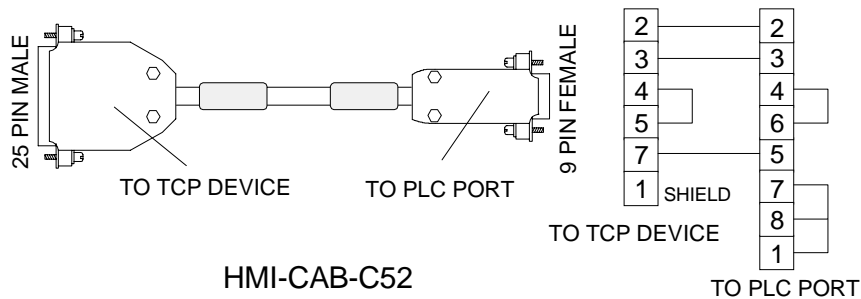 25 PIN MALE
TO TCP DEVICE
TO PLC PORT
9 PIN FEMALE
HMI-CAB-C52
2
3
4
5
7
1 SHIELD
TO TCP DEVICE
2
3
4
6
5
7
8
1
TO PLC PORT